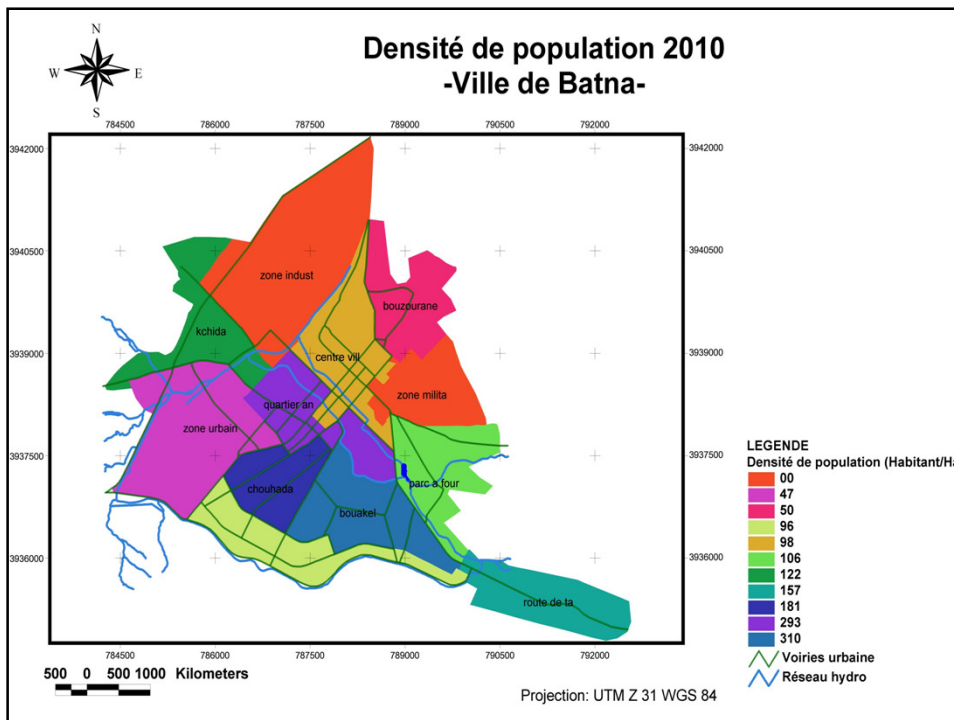 Densité de population 2010
-Ville de Batna-
N
W E
S
784500 786000 787500 789000 790500 792000
3942000 3942000
3940500 3940500
3939000 3939000
3937500 3937500
3936000 3936000
784500 786000 787500 789000 790500 792000
zone indust
bouzourane
kchida
centre vill
zone milita
quartier an
zone urbain
chouhada
parc a four
bouakel
route de ta
LEGENDE
Densité de population (Habitant/Ha
00
47
50
96
98
106
122
157
181
293
310
Voiries urbaine
Réseau hydro
500 0 500 1000 Kilometers
Projection: UTM Z 31 WGS 84